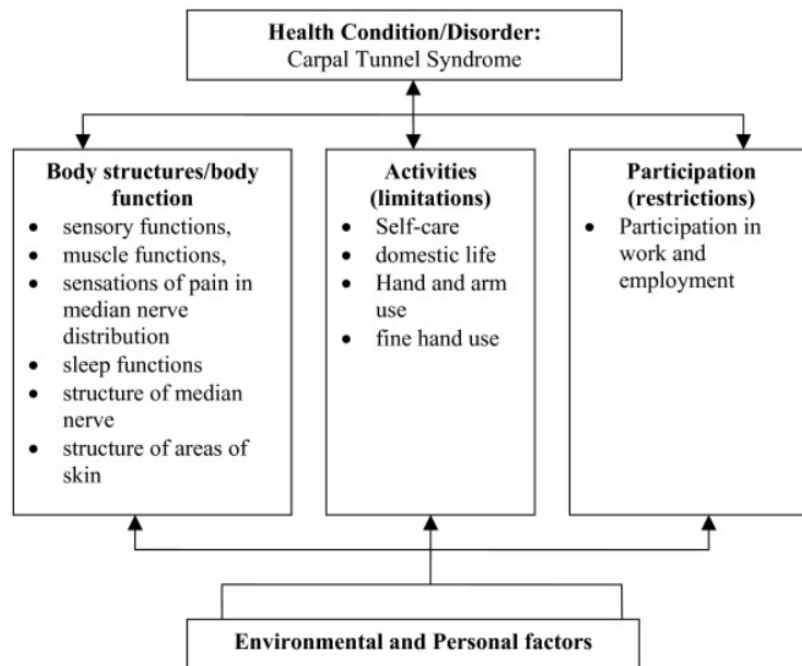 Health Condition/Disorder:
Carpal Tunnel Syndrome
Body structures/body
function
• sensory functions,
• muscle functions,
• sensations of pain in
median nerve
distribution
• sleep functions
• structure of median
nerve
• structure of areas of
skin
Activities
(limitations)
• Self-care
• domestic life
• Hand and arm
use
• fine hand use
Participation
(restrictions)
• Participation in
work and
employment
Environmental and Personal factors